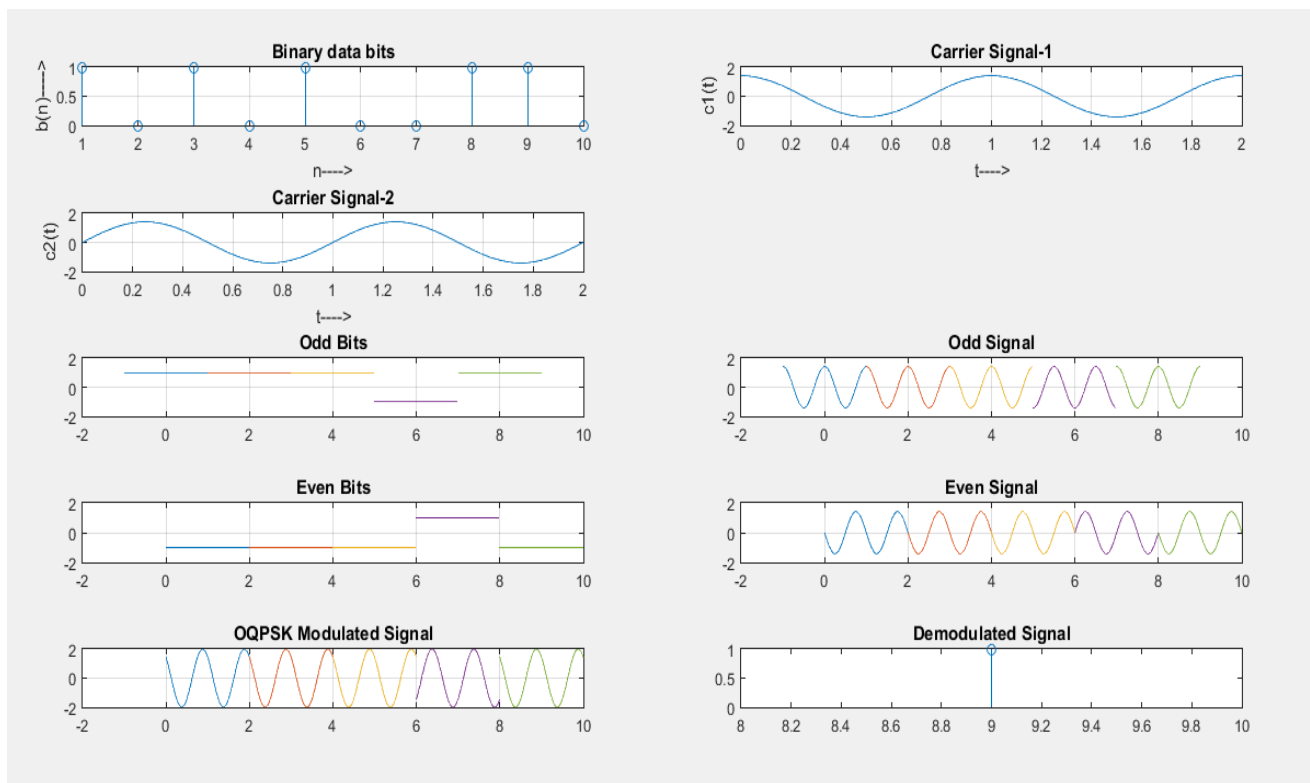 Binary data bits
b(n)---->
1
0.5
0
1 2 3 4 5 6 7 8 9 10
n---->
Carrier Signal-1
c1(t)
2
0
-2
0 0.2 0.4 0.6 0.8 1 1.2 1.4 1.6 1.8 2
t---->
Carrier Signal-2
c2(t)
2
0
-2
0 0.2 0.4 0.6 0.8 1 1.2 1.4 1.6 1.8 2
t---->
Odd Bits
2
0
-2
-2 0 2 4 6 8 10
Odd Signal
2
0
-2
-2 0 2 4 6 8 10
Even Bits
2
0
-2
-2 0 2 4 6 8 10
Even Signal
2
0
-2
-2 0 2 4 6 8 10
OQPSK Modulated Signal
2
0
-2
-2 0 2 4 6 8 10
Demodulated Signal
1
0.5
0
8 8.2 8.4 8.6 8.8 9 9.2 9.4 9.6 9.8 10